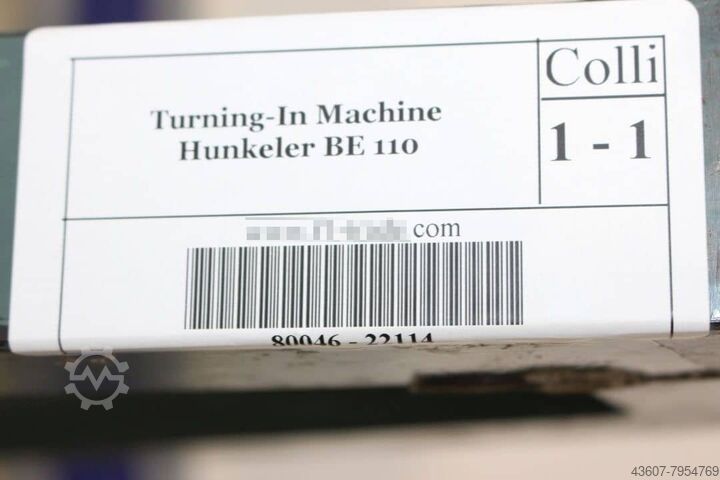 Turning-In Machine
Hunkeler BE 110
Colli
1 - 1
.com
80046 - 22114
43607-7954769